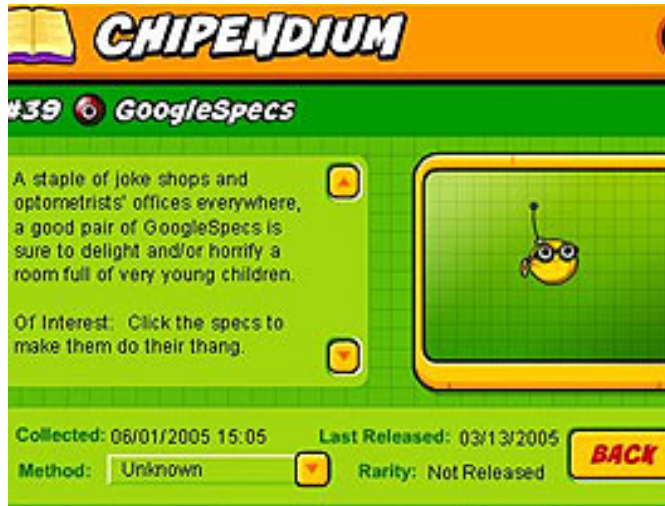 CHIPENDIUM
#39 GoogleSpecs
A staple of joke shops and
optometrists' offices everywhere,
a good pair of GoogleSpecs is
sure to delight and/or horrify a
room full of very young children.
Of Interest: Click the specs to
make them do their thang.
Collected: 06/01/2005 15:05
Last Released: 03/13/2005
Method: Unknown
Rarity: Not Released
BACK